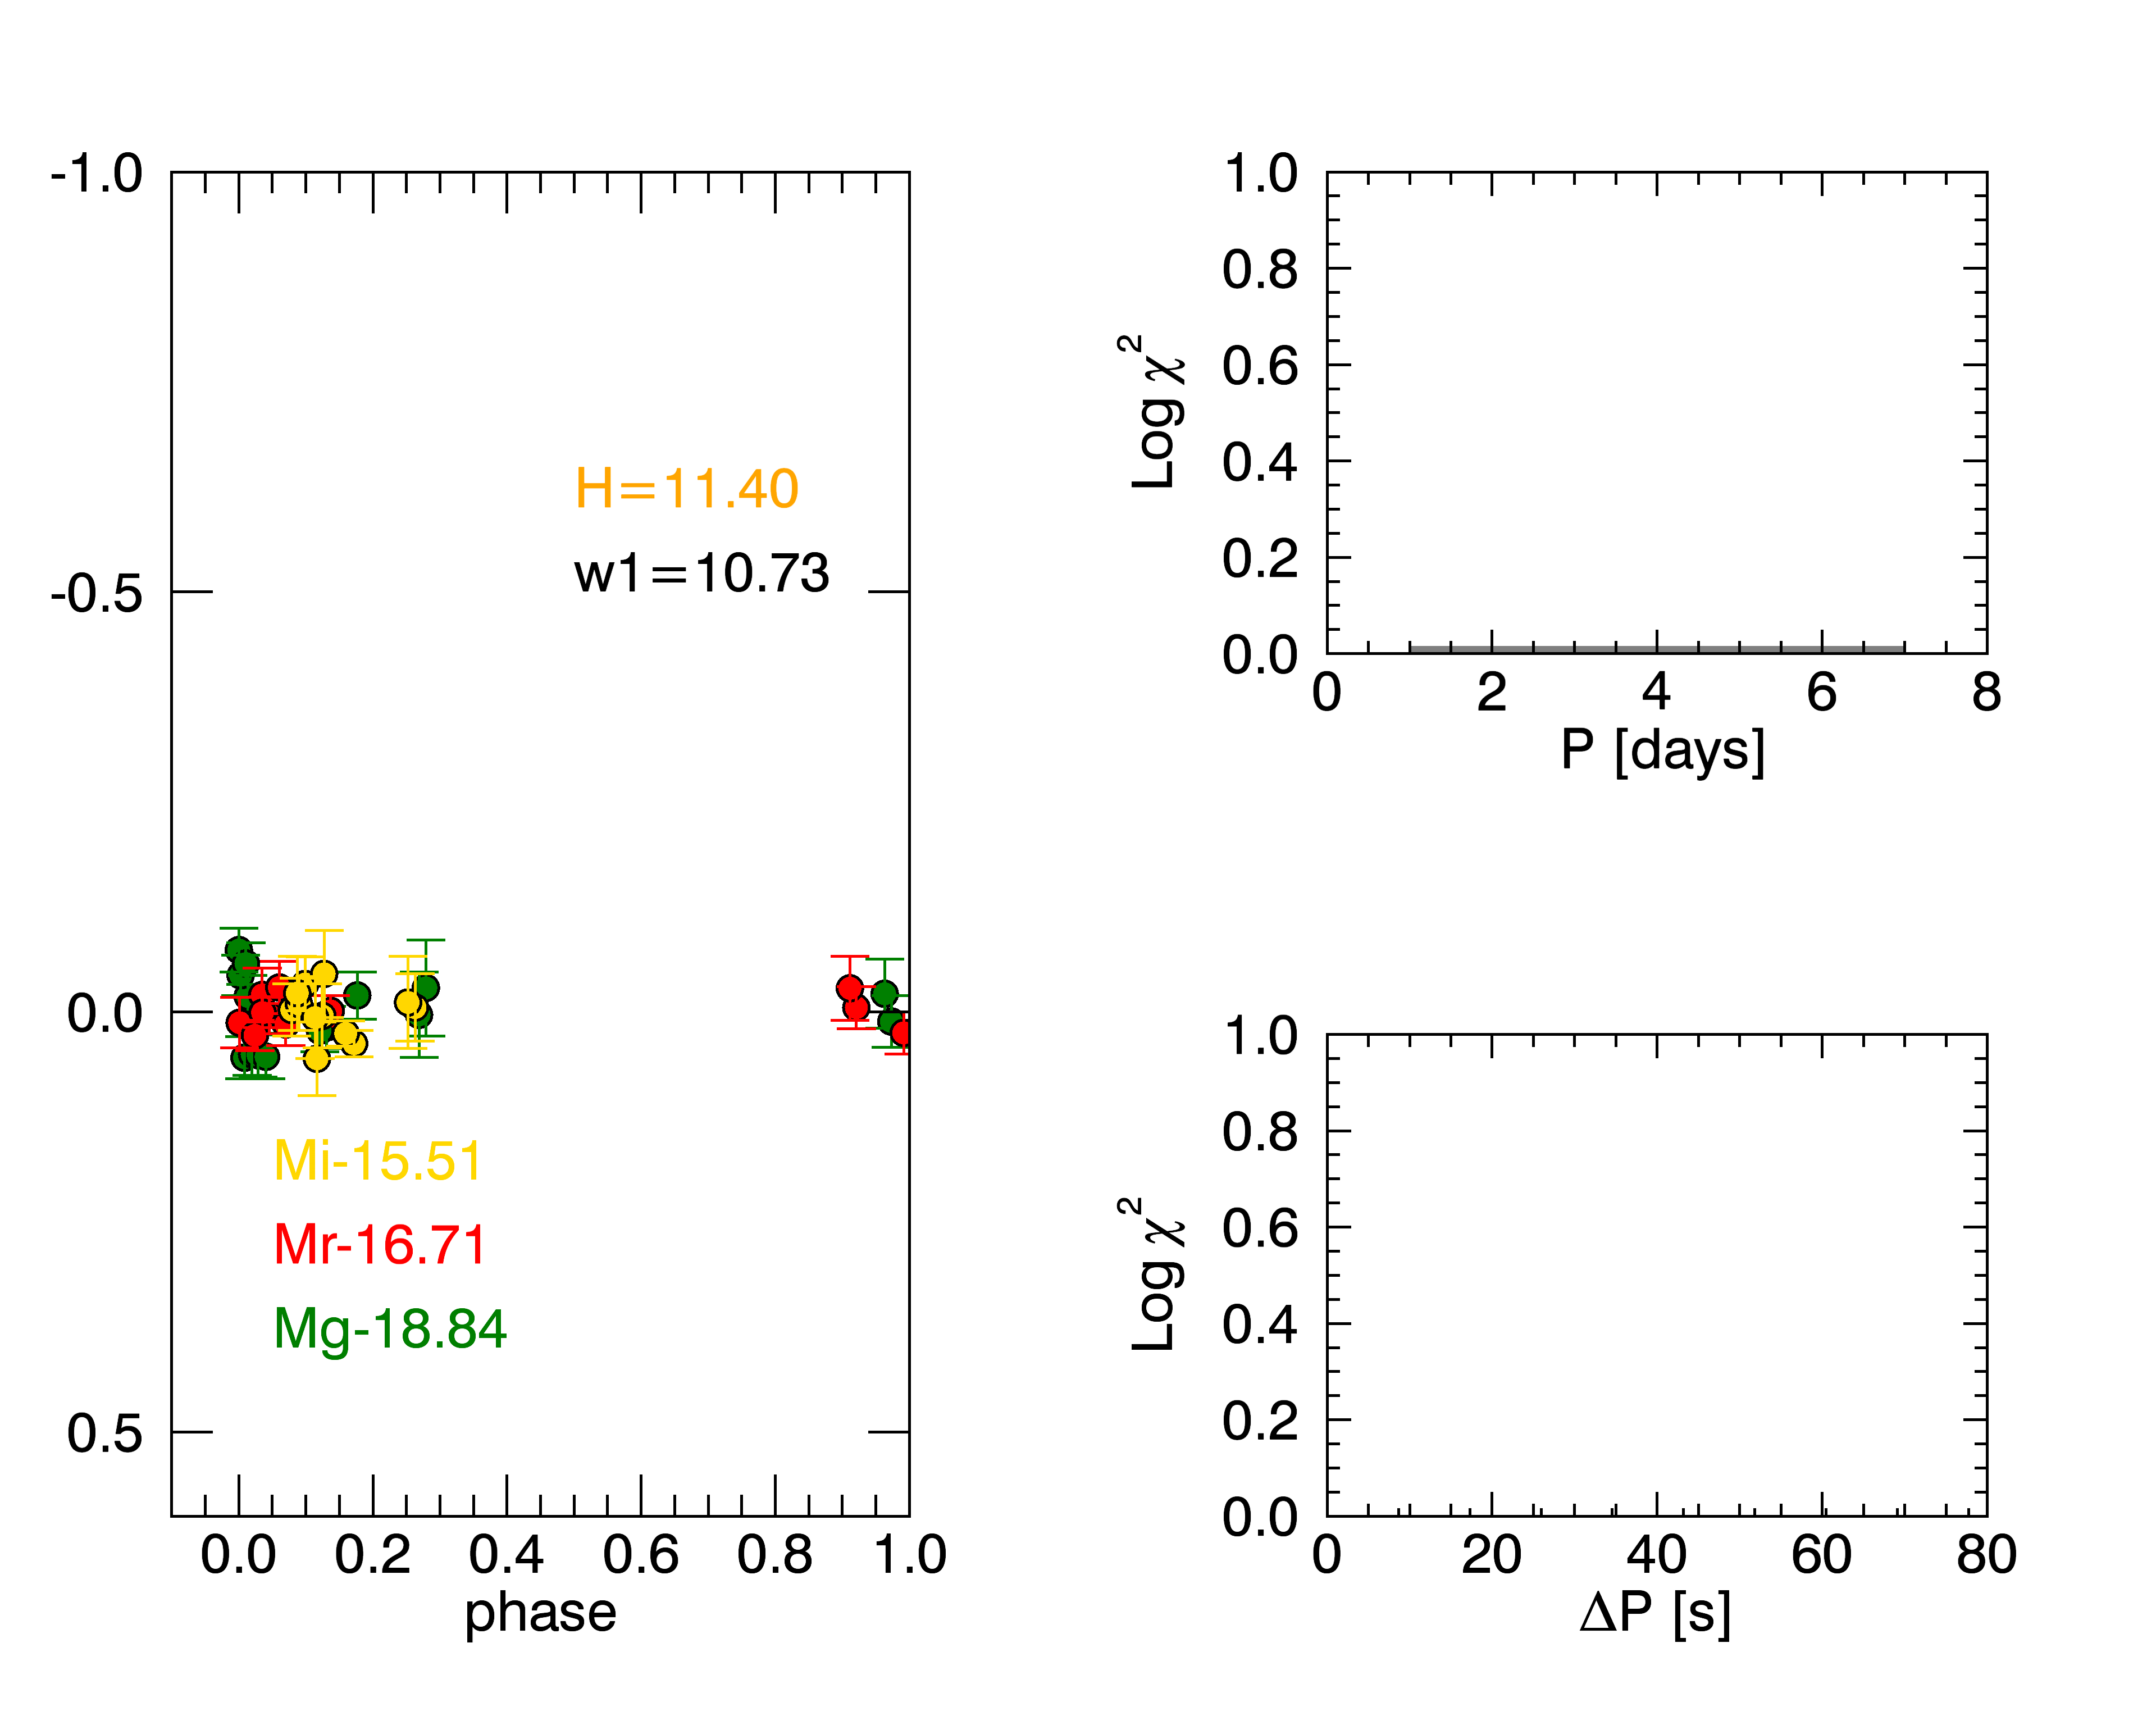 -1.0
-0.5
0.0
0.5
H=11.40
w1=10.73
Mi-15.51
Mr-16.71
Mg-18.84
0.0 0.2 0.4 0.6 0.8 1.0
phase
1.0
0.8
0.6
0.4
0.2
0.0
Log χ²
0 2 4 6 8
P [days]
1.0
0.8
0.6
0.4
0.2
0.0
Log χ²
0 20 40 60 80
ΔP [s]